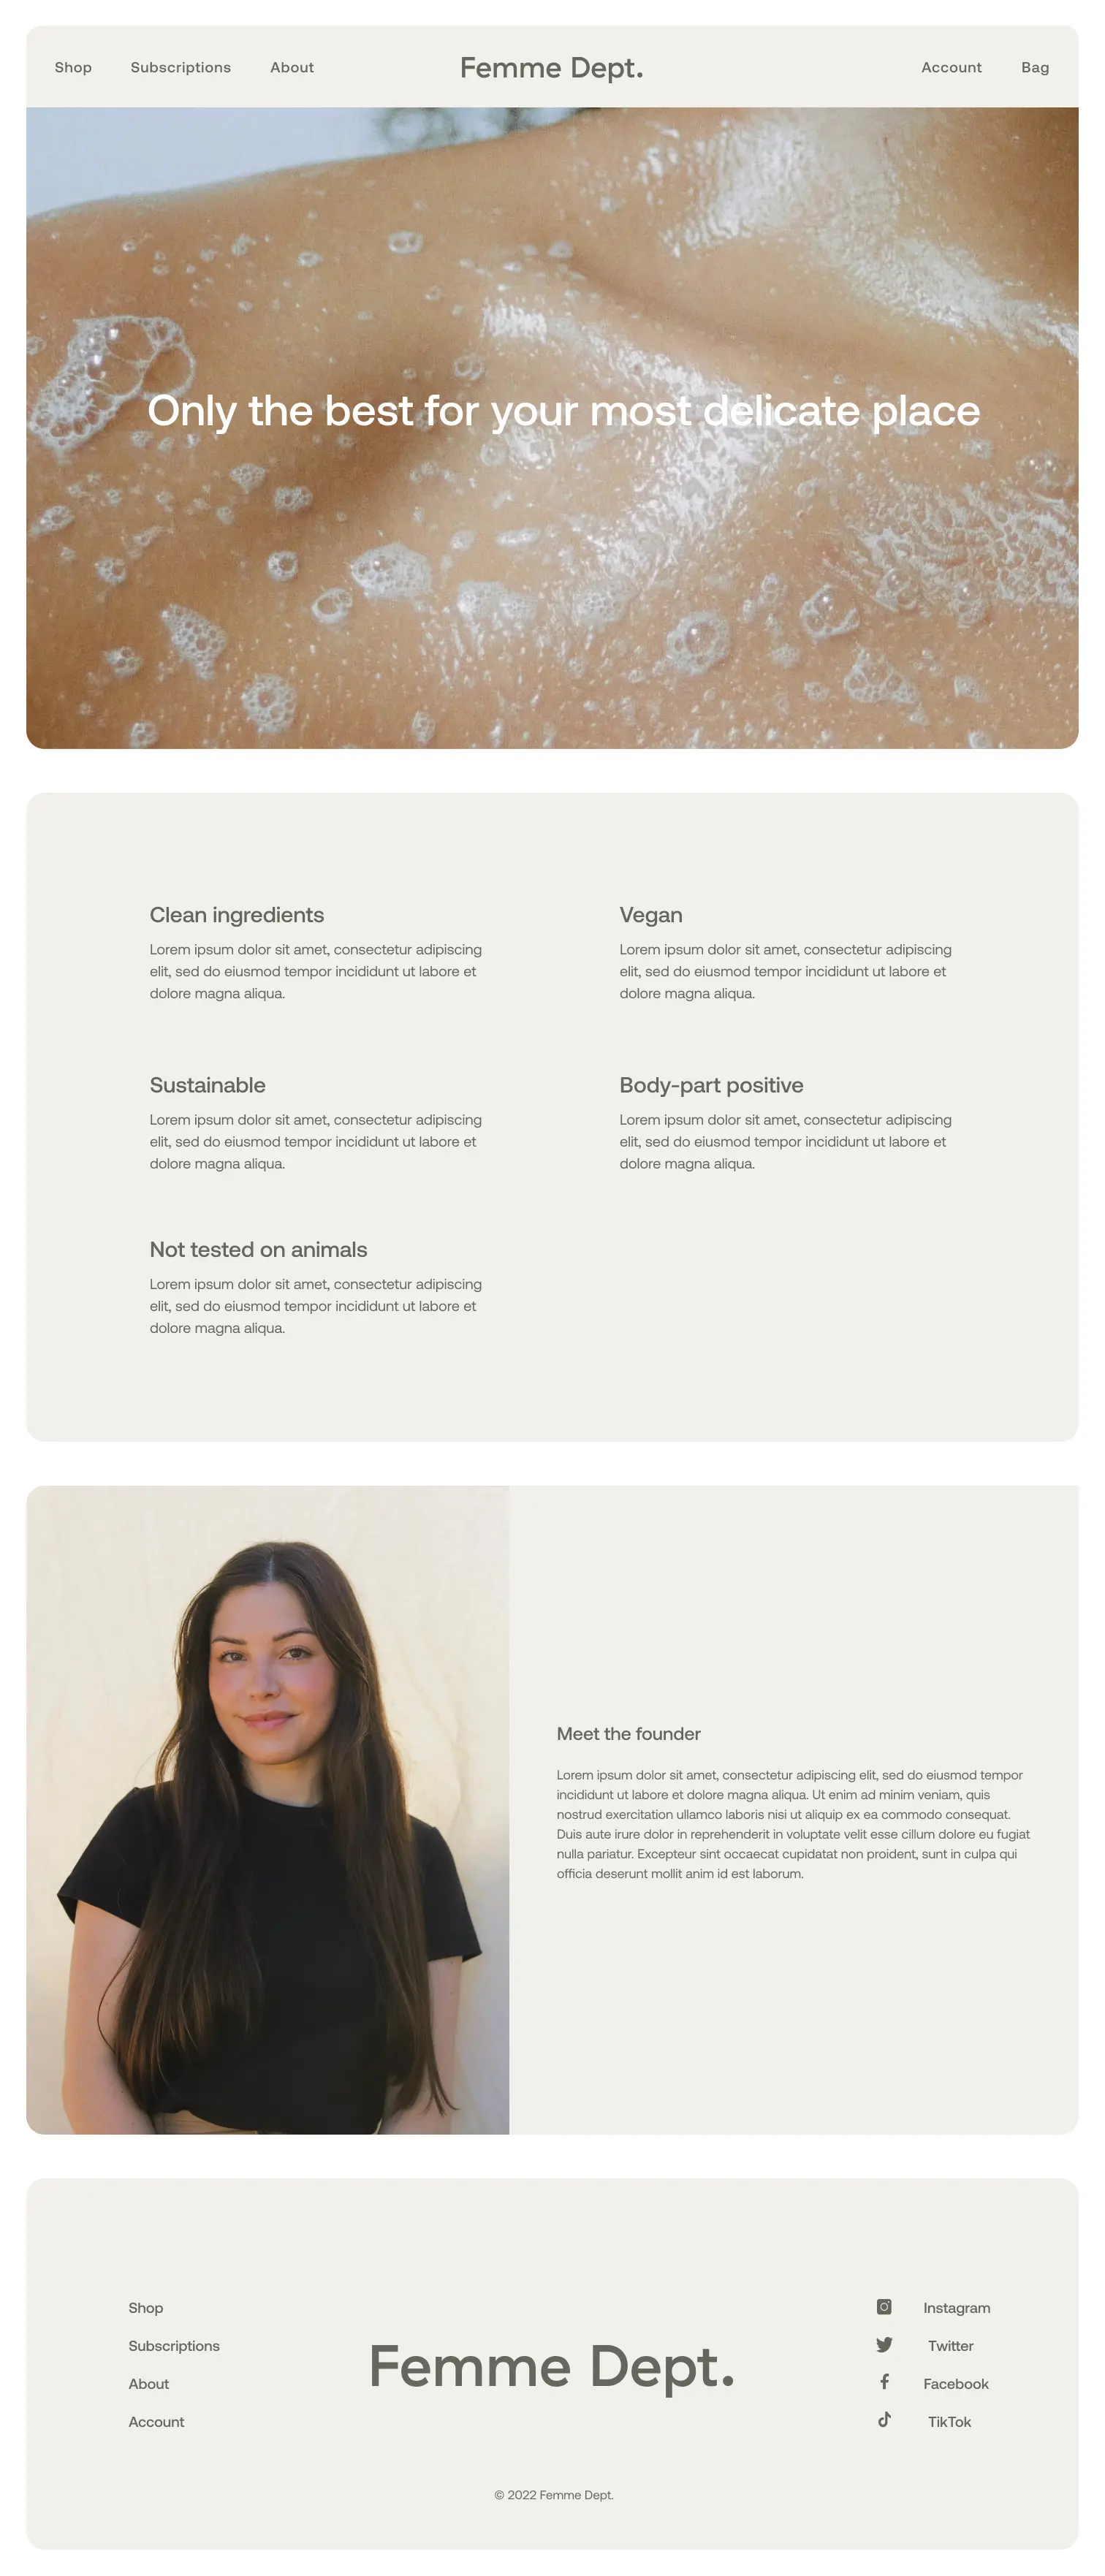 Shop Subscriptions About Femme Dept. Account Bag
Only the best for your most delicate place
Clean ingredients
Lorem ipsum dolor sit amet, consectetur adipiscing
elit, sed do eiusmod tempor incididunt ut labore et
dolore magna aliqua.
Vegan
Lorem ipsum dolor sit amet, consectetur adipiscing
elit, sed do eiusmod tempor incididunt ut labore et
dolore magna aliqua.
Sustainable
Lorem ipsum dolor sit amet, consectetur adipiscing
elit, sed do eiusmod tempor incididunt ut labore et
dolore magna aliqua.
Body-part positive
Lorem ipsum dolor sit amet, consectetur adipiscing
elit, sed do eiusmod tempor incididunt ut labore et
dolore magna aliqua.
Not tested on animals
Lorem ipsum dolor sit amet, consectetur adipiscing
elit, sed do eiusmod tempor incididunt ut labore et
dolore magna aliqua.
Meet the founder
Lorem ipsum dolor sit amet, consectetur adipiscing elit, sed do eiusmod tempor
incididunt ut labore et dolore magna aliqua. Ut enim ad minim veniam, quis
nostrud exercitation ullamco laboris nisi ut aliquip ex ea commodo consequat.
Duis aute irure dolor in reprehenderit in voluptate velit esse cillum dolore eu fugiat
nulla pariatur. Excepteur sint occaecat cupidatat non proident, sunt in culpa qui
officia deserunt mollit anim id est laborum.
Shop
Subscriptions
About
Account
Femme Dept.
Instagram
Twitter
Facebook
TikTok
© 2022 Femme Dept.